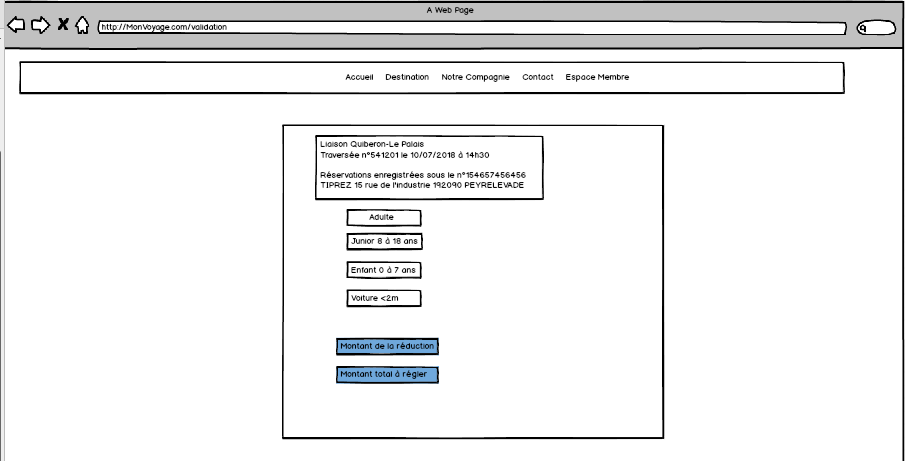 A Web Page
http://MonVoyage.com/validation
Accueil Destination Notre Compagnie Contact Espace Membre
Liaison Quiberon-Le Palais
Traversée n°541201 le 10/07/2018 à 14h30
Réservations enregistrées sous le n°154657456456
TIPREZ 15 rue de l'industrie 192090 PEYRELEVADE
Adulte
Junior 8 à 18 ans
Enfant 0 à 7 ans
Voiture <2m
Montant de la réduction
Montant total à régler